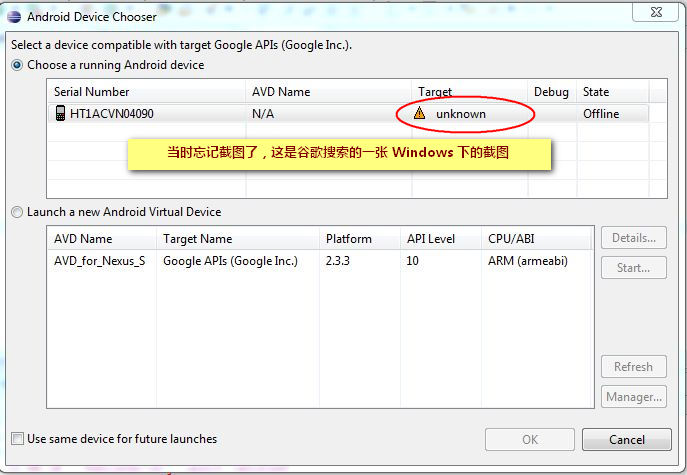 Android Device Chooser
Select a device compatible with target Google APIs (Google Inc.).
Choose a running Android device
Serial Number AVD Name Target Debug State
HT1ACVN04090 N/A unknown Offline
当时忘记截图了，这是谷歌搜索的一张 Windows 下的截图
Launch a new Android Virtual Device
AVD Name Target Name Platform API Level CPU/ABI
AVD_for_Nexus_S Google APIs (Google Inc.) 2.3.3 10 ARM (armeabi)
Details...
Start...
Refresh
Manager...
Use same device for future launches
OK Cancel